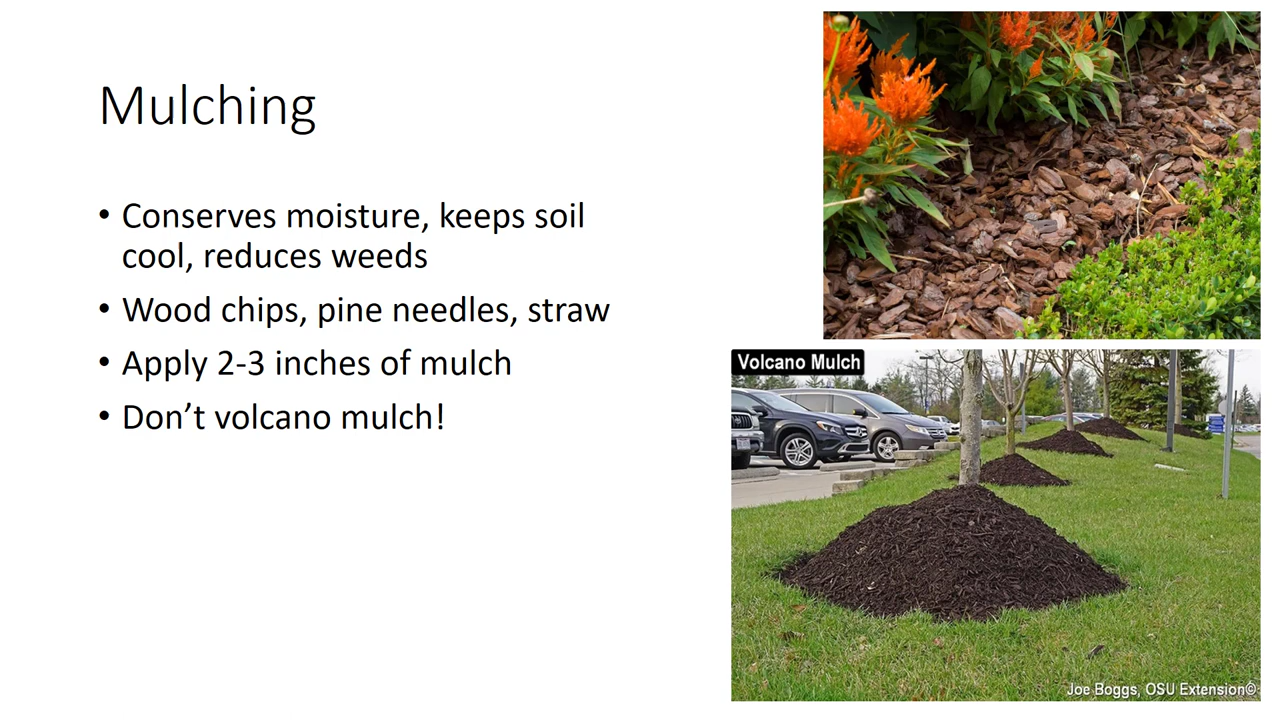 Mulching
• Conserves moisture, keeps soil
cool, reduces weeds
• Wood chips, pine needles, straw
• Apply 2-3 inches of mulch
• Don’t volcano mulch!
Volcano Mulch
Joe Boggs, OSU Extension©